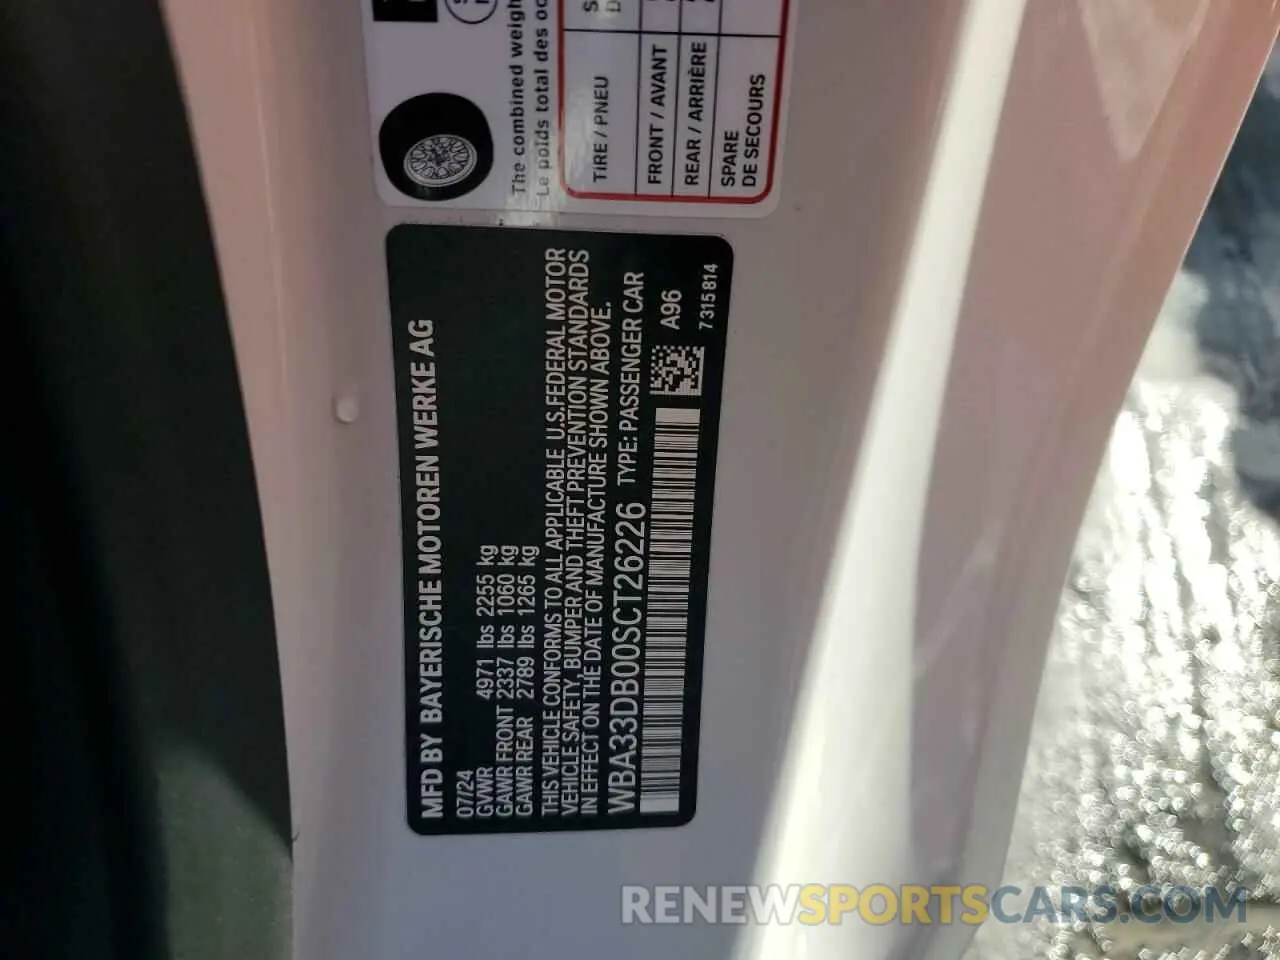 The combined weigh
Le poids total des oc
TIRE / PNEU
FRONT / AVANT
REAR / ARRIÈRE
SPARE
DE SECOURS
MFD BY BAYERISCHE MOTOREN WERKE AG
07/24
GVWR 4971 lbs 2255 kg
GAWR FRONT 2337 lbs 1060 kg
GAWR REAR 2789 lbs 1265 kg
THIS VEHICLE CONFORMS TO ALL APPLICABLE U.S.FEDERAL MOTOR
VEHICLE SAFETY, BUMPER AND THEFT PREVENTION STANDARDS
IN EFFECT ON THE DATE OF MANUFACTURE SHOWN ABOVE.
WBA33DB00SCT26226 TYPE: PASSENGER CAR
A96
7 315 814
RENEWSPORTSCARS.COM